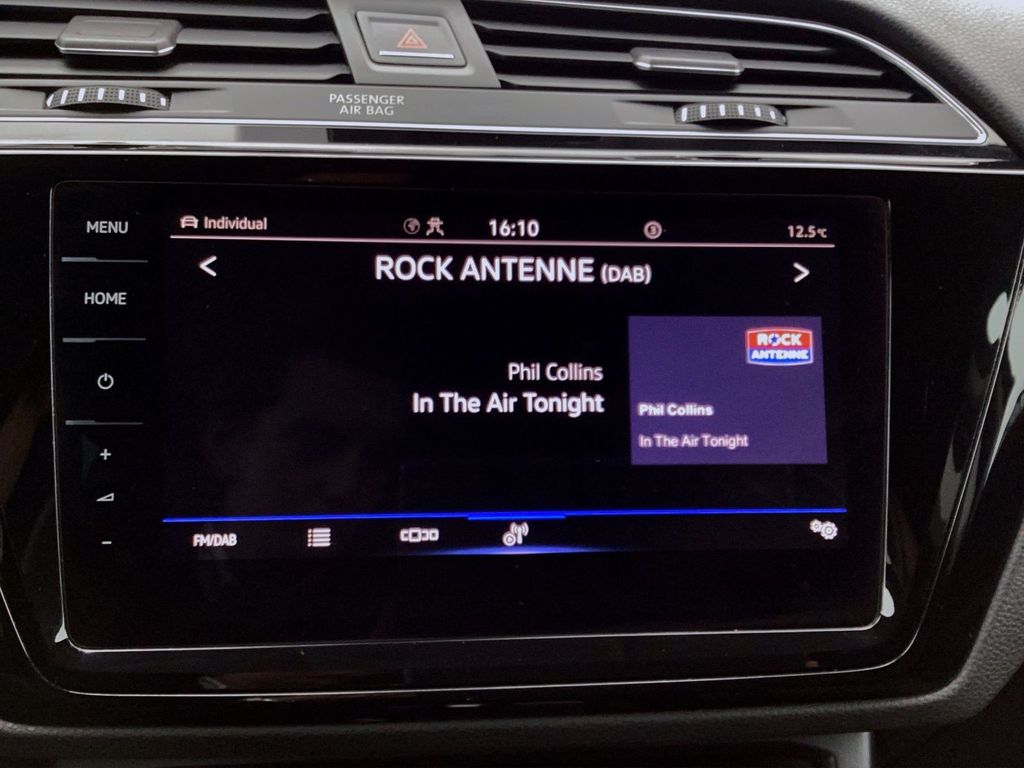 PASSENGER
AIR BAG
MENU
Individual
16:10
12.5°C
HOME
< ROCK ANTENNE (DAB) >
ROCK
ANTENNE
Phil Collins
In The Air Tonight
Phil Collins
In The Air Tonight
+
-
FM/DAB